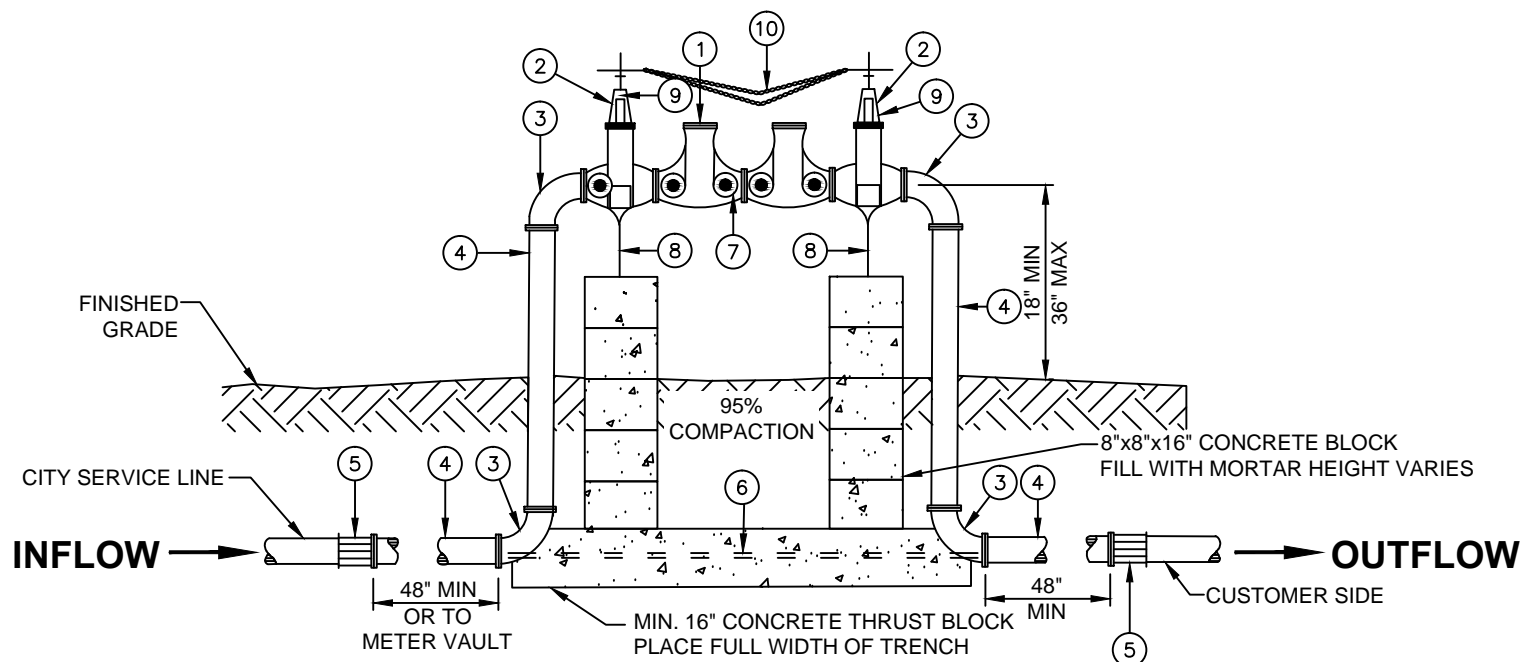 10
1
2
2
9
9
3
3
4
8
7
8
4
18" MIN
36" MAX
FINISHED
GRADE
95%
COMPACTION
8"x8"x16" CONCRETE BLOCK
FILL WITH MORTAR HEIGHT VARIES
CITY SERVICE LINE
5
4
3
6
3
4
INFLOW
OUTFLOW
48" MIN
OR TO
METER VAULT
MIN. 16" CONCRETE THRUST BLOCK
PLACE FULL WIDTH OF TRENCH
48"
MIN
CUSTOMER SIDE
5